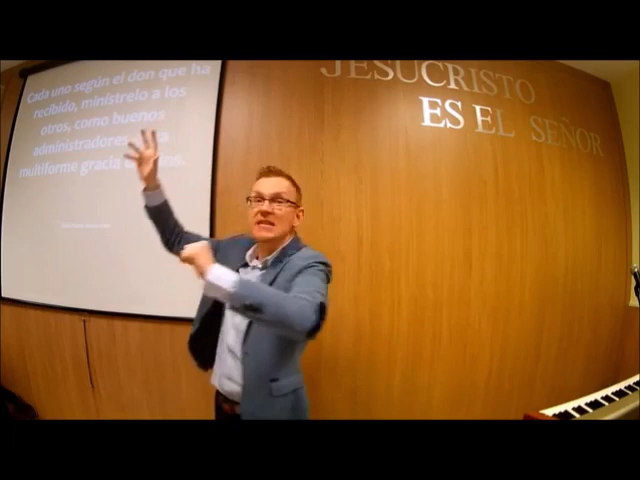 Cada uno según el don que ha
recibido, minístrelo a los
otros, como buenos
administradores
multiforme gracia
JESUCRISTO
ES EL SEÑOR